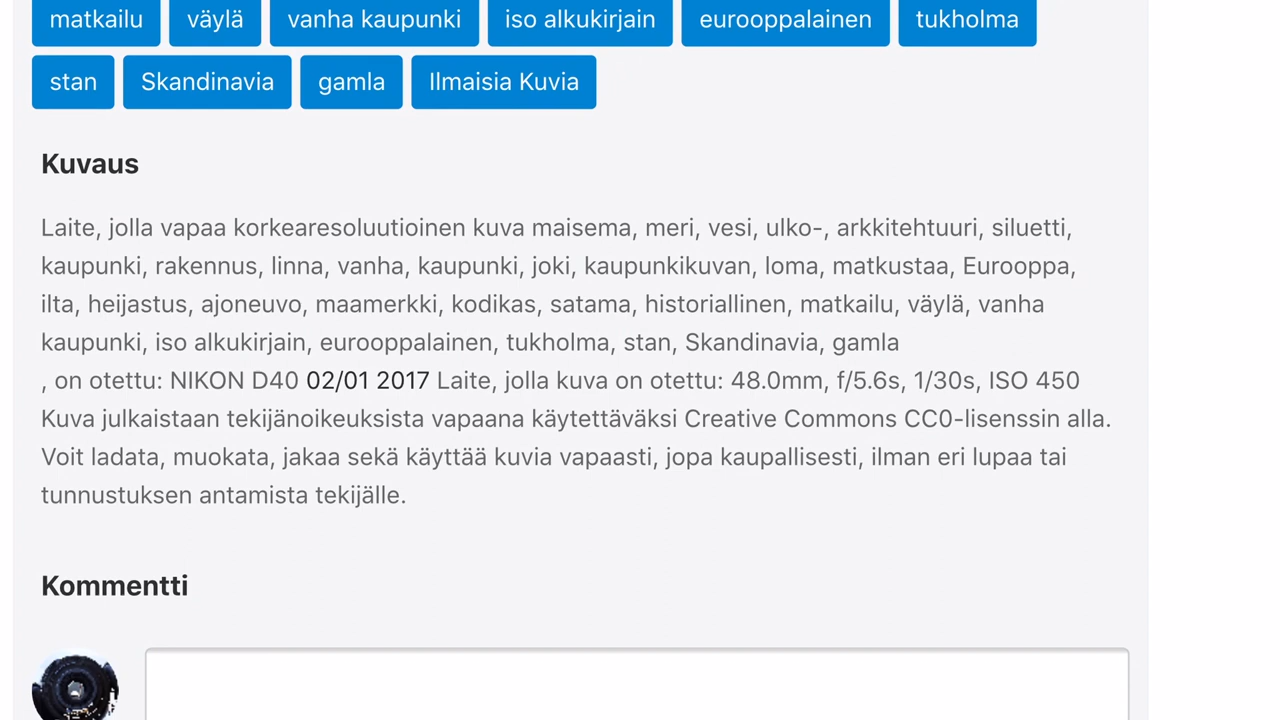 matkailu väylä vanha kaupunki iso alkukirjain eurooppalainen tukholma
stan Skandinavia gamla Ilmaisia Kuvia
Kuvaus
Laite, jolla vapaa korkearesoluutioinen kuva maisema, meri, vesi, ulko-, arkkitehtuuri, siluetti,
kaupunki, rakennus, linna, vanha, kaupunki, joki, kaupunkikuvan, loma, matkustaa, Eurooppa,
ilta, heijastus, ajoneuvo, maamerkki, kodikas, satama, historiallinen, matkailu, väylä, vanha
kaupunki, iso alkukirjain, eurooppalainen, tukholma, stan, Skandinavia, gamla
, on otettu: NIKON D40 02/01 2017 Laite, jolla kuva on otettu: 48.0mm, f/5.6s, 1/30s, ISO 450
Kuva julkaistaan tekijänoikeuksista vapaana käytettäväksi Creative Commons CC0-lisenssin alla.
Voit ladata, muokata, jakaa sekä käyttää kuvia vapaasti, jopa kaupallisesti, ilman eri lupaa tai
tunnustuksen antamista tekijälle.
Kommentti